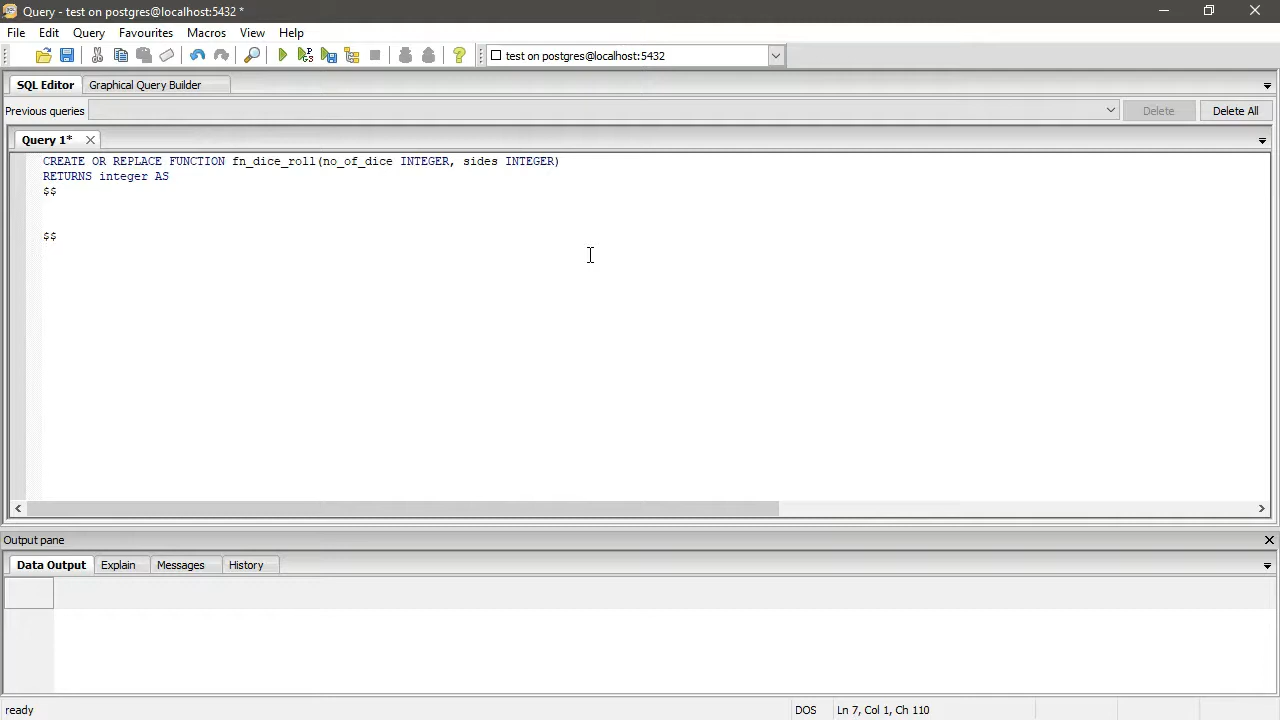 Query - test on postgres@localhost:5432 *
File Edit Query Favourites Macros View Help
test on postgres@localhost:5432
SQL Editor Graphical Query Builder
Previous queries Delete Delete All
Query 1*
CREATE OR REPLACE FUNCTION fn_dice_roll(no_of_dice INTEGER, sides INTEGER)
RETURNS integer AS
$$
$$
Output pane
Data Output Explain Messages History
ready DOS Ln 7, Col 1, Ch 110